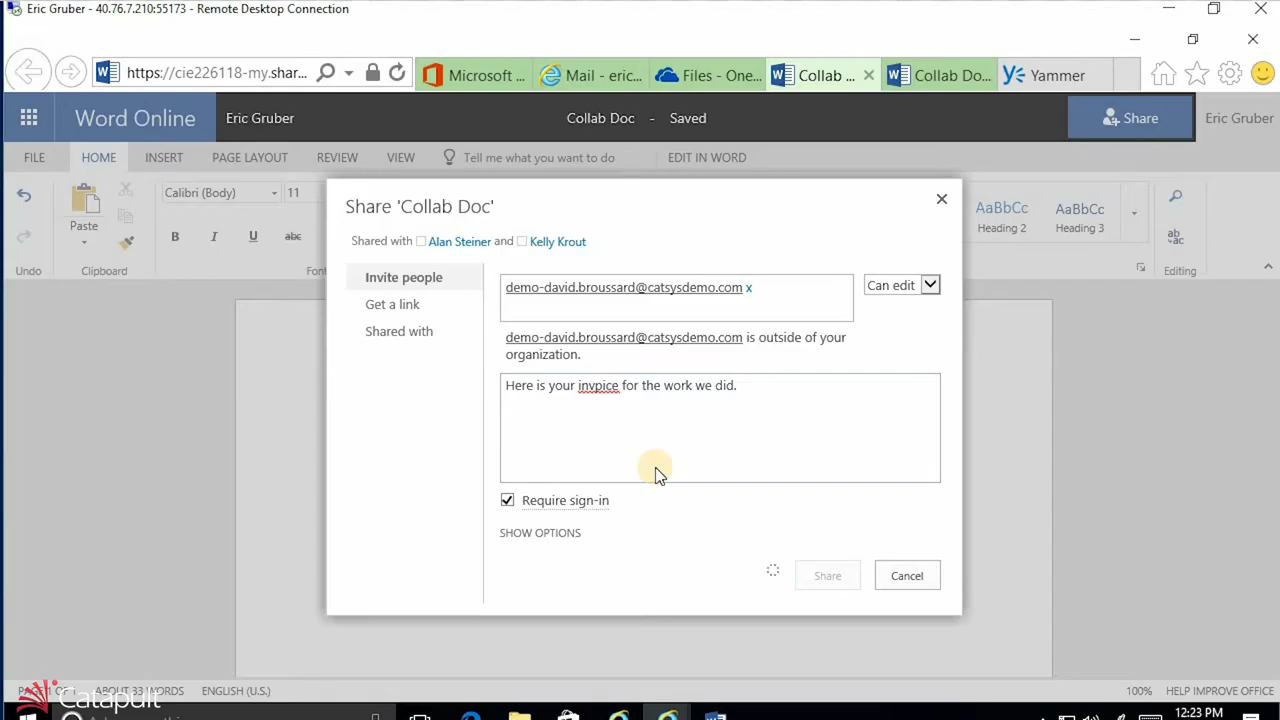 Eric Gruber - 40.76.7.210:55173 - Remote Desktop Connection
https://cie226118-my.shar...
Microsoft ...
Mail - eric...
Files - One...
Collab ...
Collab Do...
Yammer
Word Online
Eric Gruber
Collab Doc - Saved
Share
Eric Gruber
FILE
HOME
INSERT
PAGE LAYOUT
REVIEW
VIEW
Tell me what you want to do
EDIT IN WORD
Calibri (Body)
11
Paste
B
I
U
abc
AaBbCc
AaBbCc
Heading 2
Heading 3
Undo
Clipboard
Editing
Share 'Collab Doc'
Shared with Alan Steiner and Kelly Krout
Invite people
Get a link
Shared with
demo-david.broussard@catsysdemo.com x
Can edit
demo-david.broussard@catsysdemo.com is outside of your
organization.
Here is your invpice for the work we did.
Require sign-in
SHOW OPTIONS
Share
Cancel
ABOUT 33 WORDS
ENGLISH (U.S.)
100%
HELP IMPROVE OFFICE
Catapult
12:23 PM